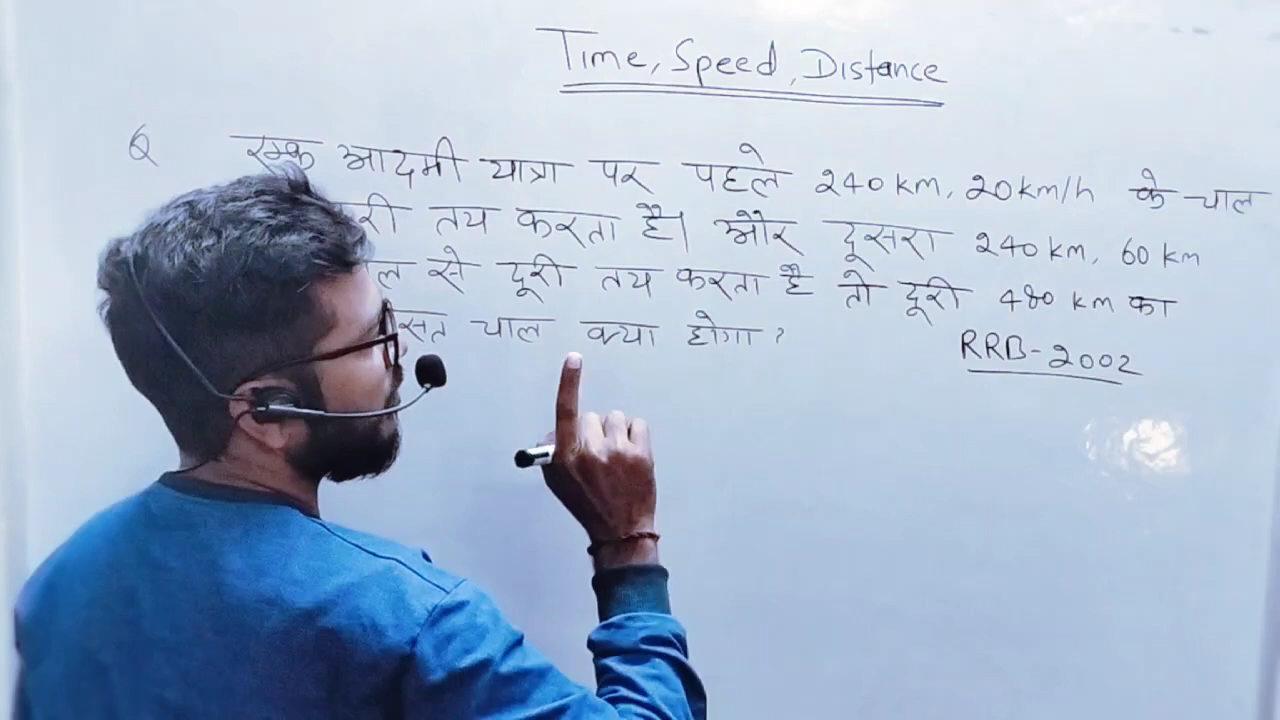 Time, Speed, Distance
Q एक आदमी यात्रा पर पहले 240 km, 20 km/h के चाल
तय करता है। और दूसरा 240 km, 60 km
से दूरी तय करता है तो दूरी 480 km का
चाल क्या होगा ?
RRB-2002